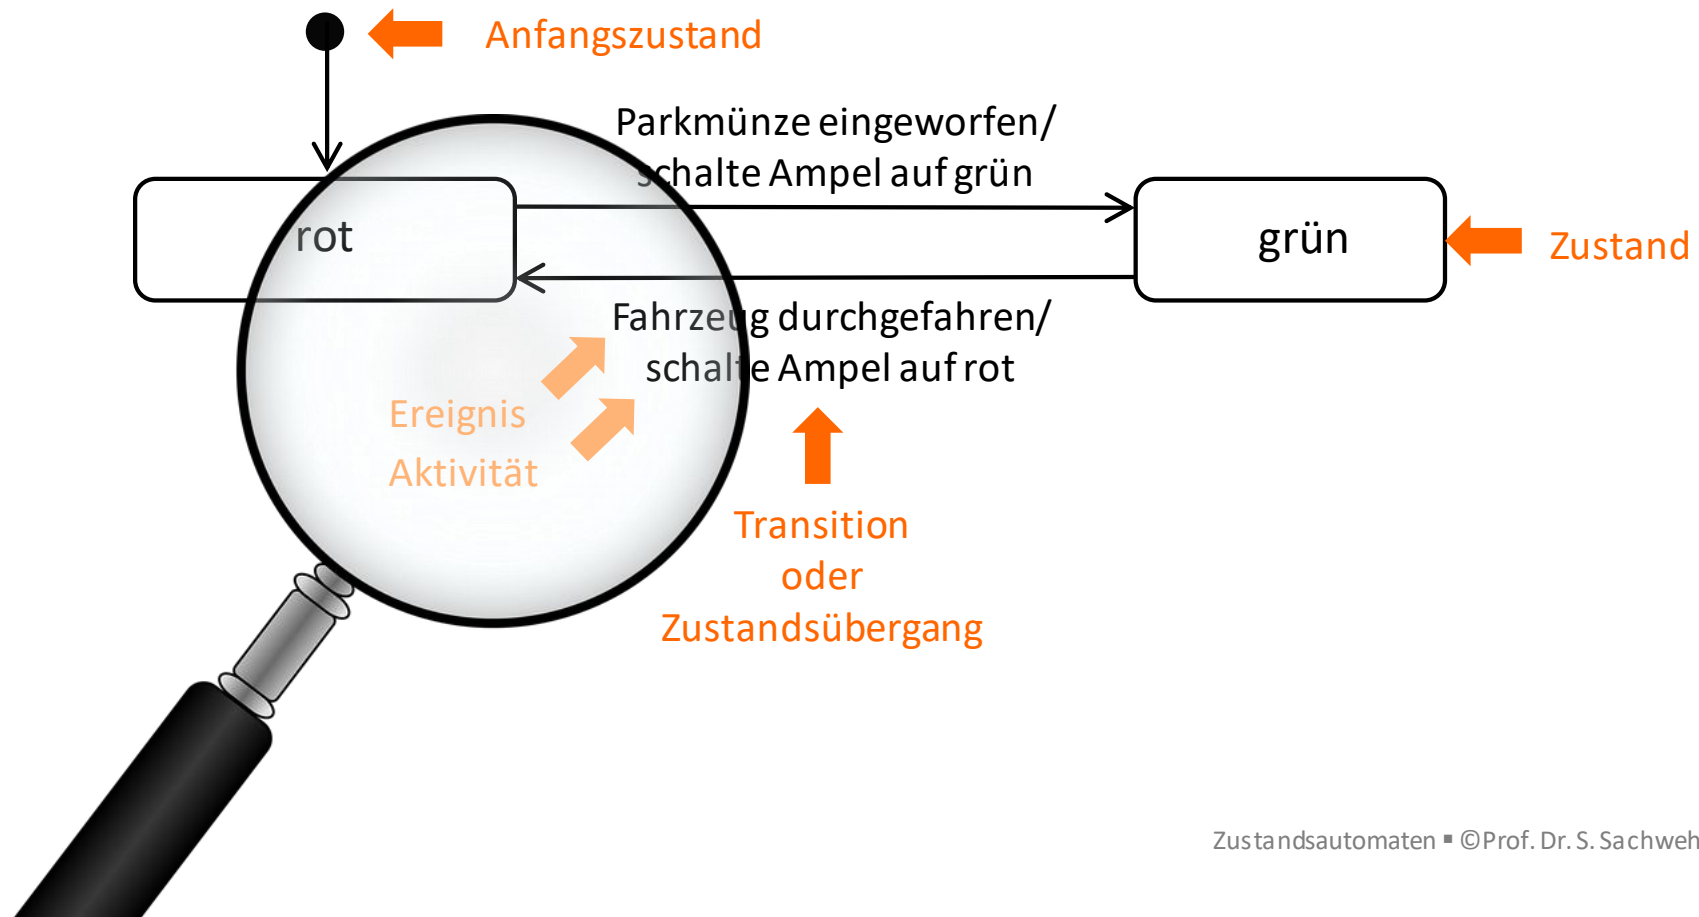 Anfangszustand
Parkmünze eingeworfen/
schalte Ampel auf grün
rot
grün
Zustand
Fahrzeug durchgefahren/
schalte Ampel auf rot
Ereignis
Aktivität
Transition
oder
Zustandsübergang
Zustandsautomaten ▪ ©Prof. Dr. S. Sachweh